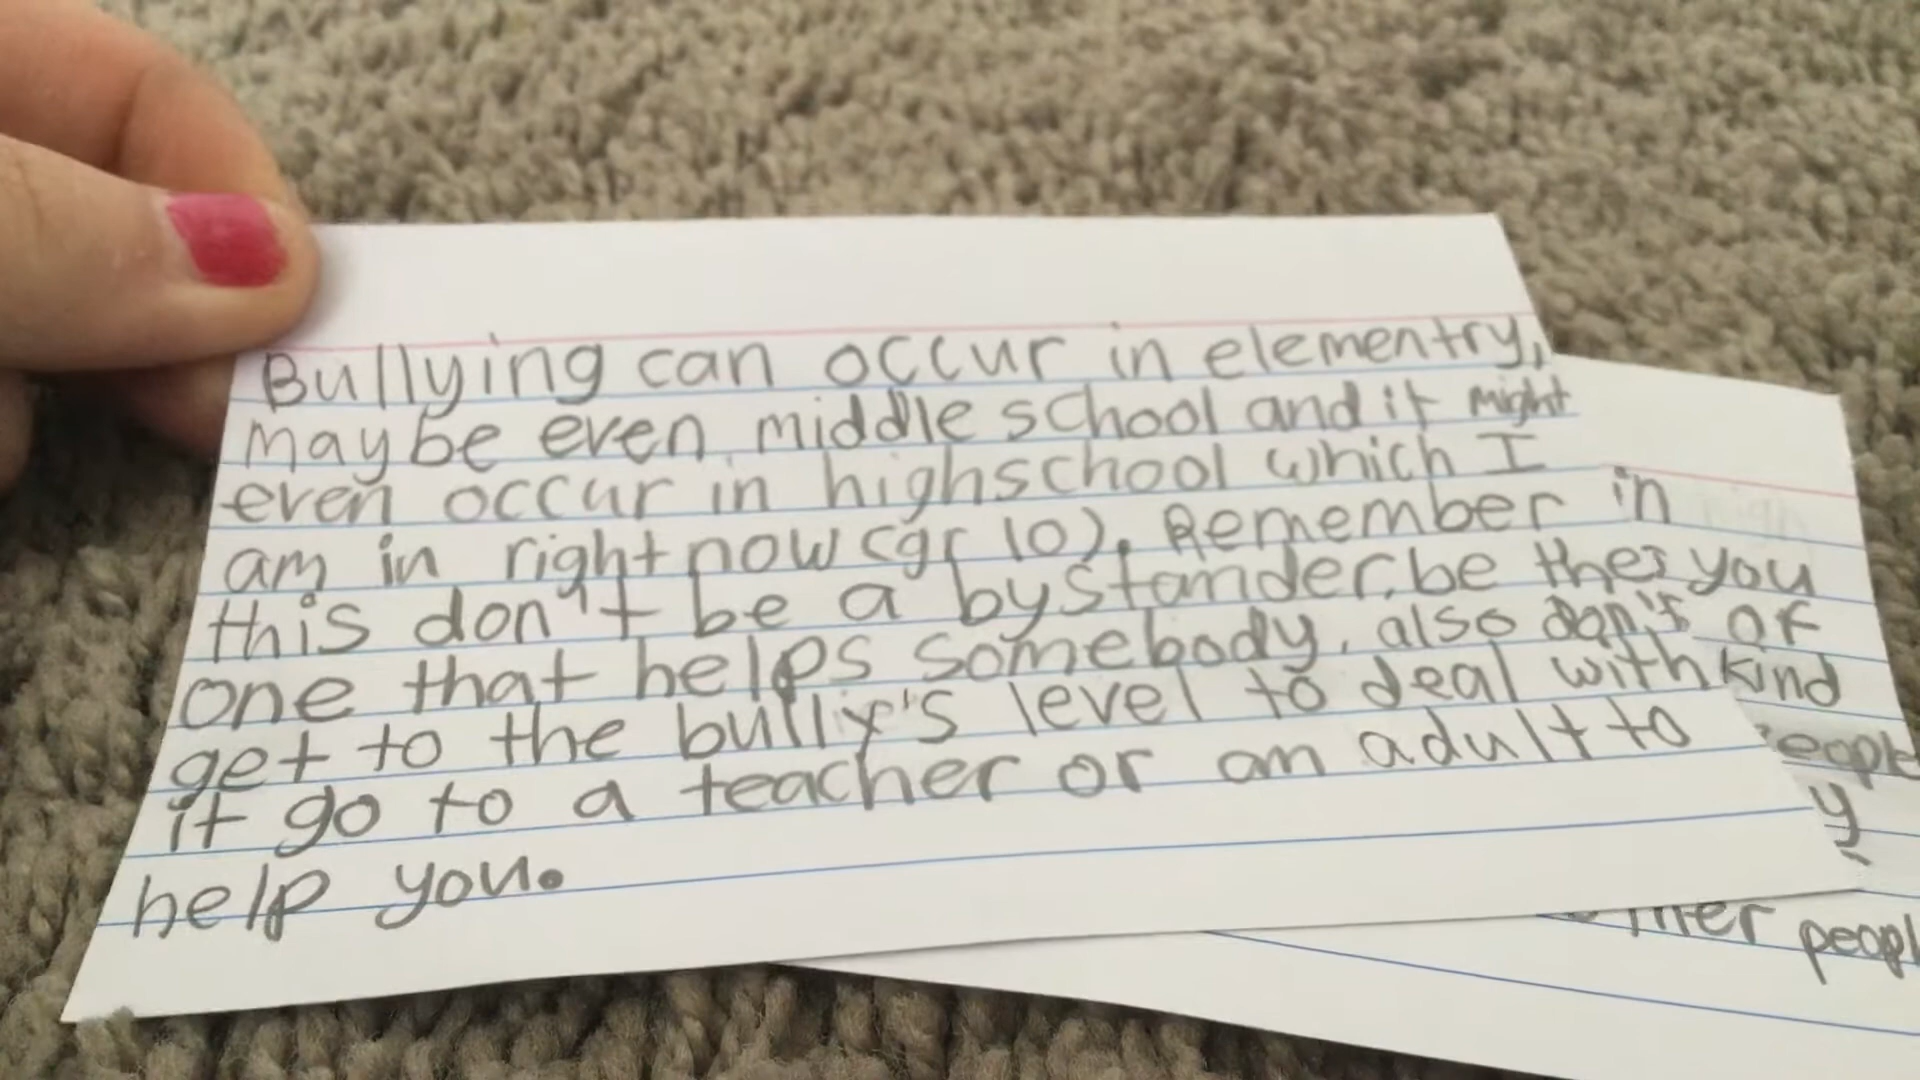 Bullying can occur in elementry,
maybe even middle school and it might
even occur in highschool which I
am in right now (gr 10). Remember in
this don't be a bystander, be the
one that helps somebody, also don't
get to the bully's level to deal with
it go to a teacher or an adult to
help you.
you
of
kind
people
y
peopl